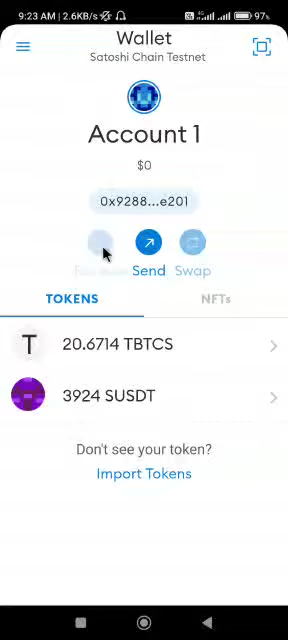 9:23 AM | 2.6KB/s
4G
97%
Wallet
Satoshi Chain Testnet
Account 1
$0
0x9288...e201
Send Swap
TOKENS NFTs
T 20.6714 TBTCS
3924 SUSDT
Don't see your token?
Import Tokens